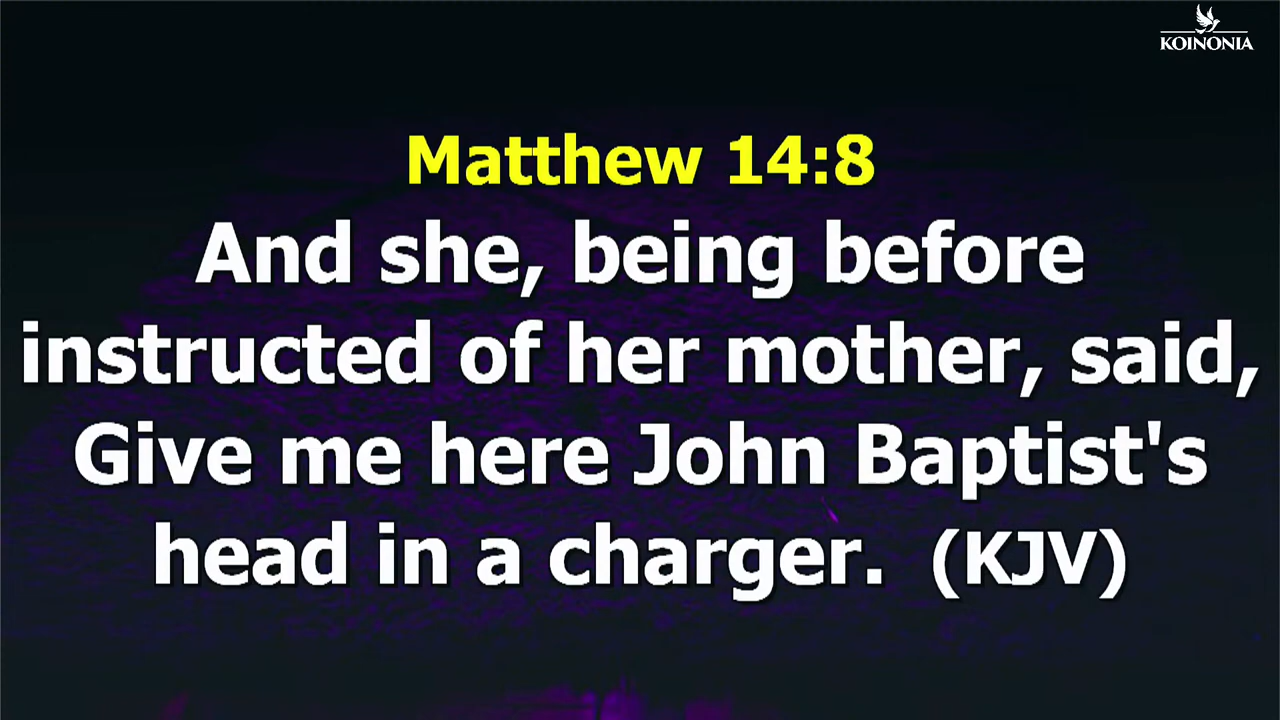 KOINONIA
Matthew 14:8
And she, being before
instructed of her mother, said,
Give me here John Baptist's
head in a charger. (KJV)